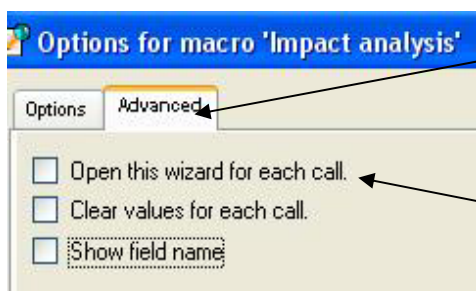 Options for macro 'Impact analysis'
Options Advanced
Open this wizard for each call.
Clear values for each call.
Show field name